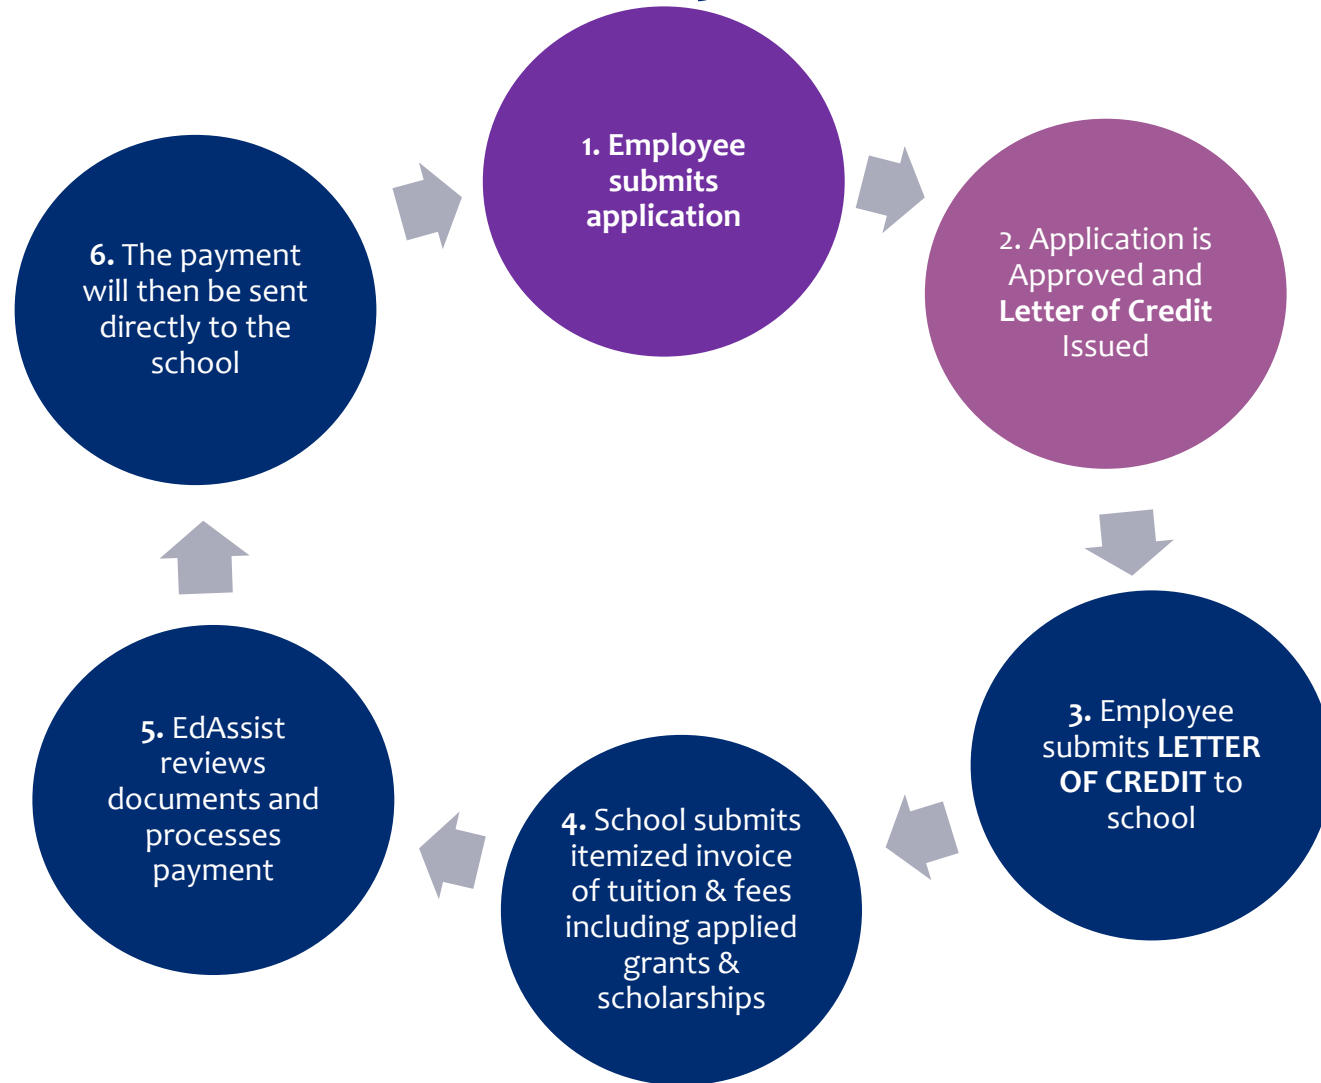 1. Employee
submits
application
2. Application is
Approved and
Letter of Credit
Issued
3. Employee
submits LETTER
OF CREDIT to
school
4. School submits
itemized invoice
of tuition & fees
including applied
grants &
scholarships
5. EdAssist
reviews
documents and
processes
payment
6. The payment
will then be sent
directly to the
school